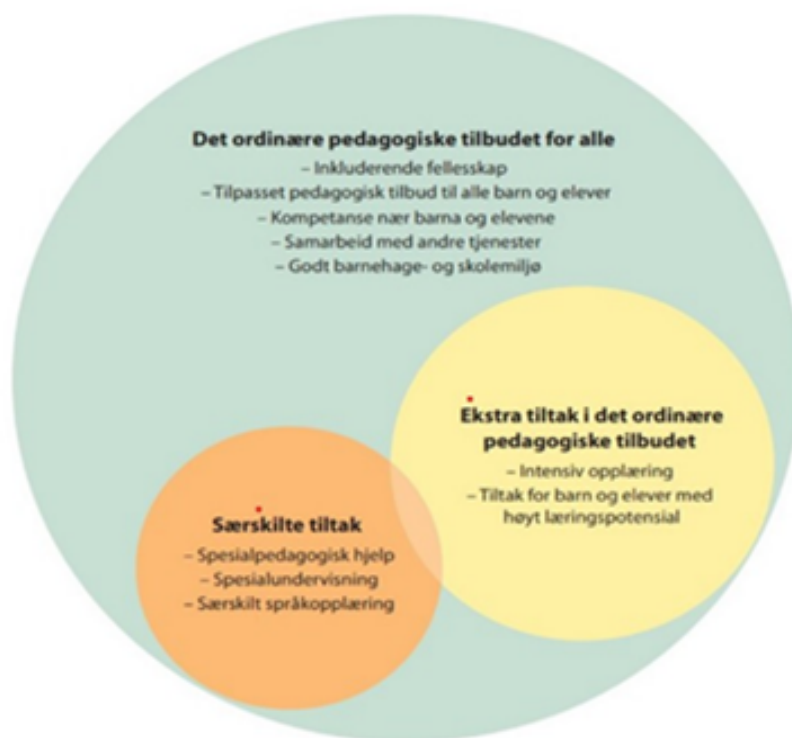 Det ordinære pedagogiske tilbudet for alle
– Inkluderende fellesskap
– Tilpasset pedagogisk tilbud til alle barn og elever
– Kompetanse nær barna og elevene
– Samarbeid med andre tjenester
– Godt barnehage- og skolemiljø
Ekstra tiltak i det ordinære
pedagogiske tilbudet
– Intensiv opplæring
– Tiltak for barn og elever med
høyt læringspotensial
Særskilte tiltak
– Spesialpedagogisk hjelp
– Spesialundervisning
– Særskilt språkopplæring